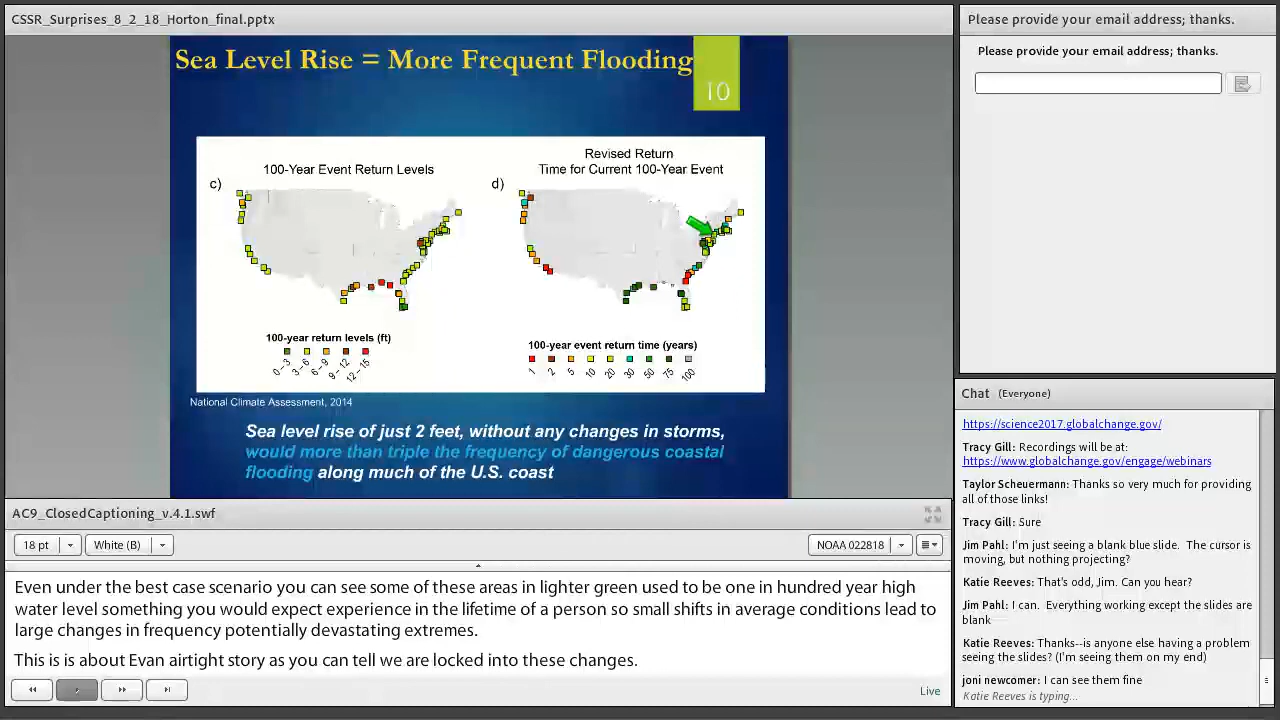 CSSR_Surprises_8_2_18_Horton_final.pptx
Sea Level Rise = More Frequent Flooding
10
100-Year Event Return Levels
c)
100-year return levels (ft)
0–3
3–6
6–9
9–12
12–15
Revised Return
Time for Current 100-Year Event
d)
100-year event return time (years)
1
2
5
10
20
30
50
75
100
National Climate Assessment, 2014
Sea level rise of just 2 feet, without any changes in storms,
would more than triple the frequency of dangerous coastal
flooding along much of the U.S. coast
AC9_ClosedCaptioning_v.4.1.swf
18 pt
White (B)
NOAA 022818
Even under the best case scenario you can see some of these areas in lighter green used to be one in hundred year high
water level something you would expect experience in the lifetime of a person so small shifts in average conditions lead to
large changes in frequency potentially devastating extremes.
This is is about Evan airtight story as you can tell we are locked into these changes.
Live
Please provide your email address; thanks.
Please provide your email address; thanks.
Chat (Everyone)
https://science2017.globalchange.gov/
Tracy Gill: Recordings will be at:
https://www.globalchange.gov/engage/webinars
Taylor Scheuermann: Thanks so very much for providing
all of those links!
Tracy Gill: Sure
Jim Pahl: I'm just seeing a blank blue slide. The cursor is
moving, but nothing projecting?
Katie Reeves: That's odd, Jim. Can you hear?
Jim Pahl: I can. Everything working except the slides are
blank
Katie Reeves: Thanks--is anyone else having a problem
seeing the slides? (I'm seeing them on my end)
joni newcomer: I can see them fine
Katie Reeves is typing...